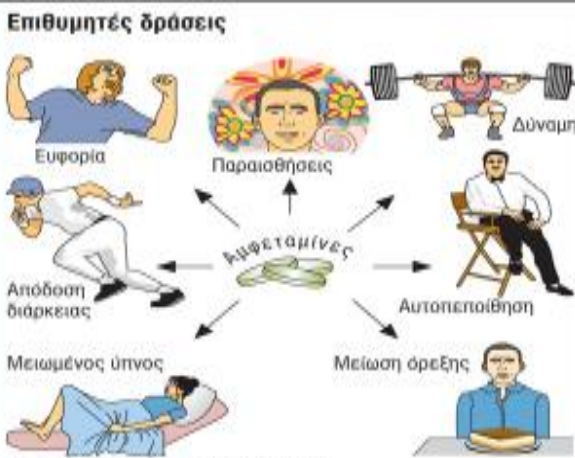 Επιθυμητές δράσεις
Ευφορία
Παραισθήσεις
Δύναμη
Αμφεταμίνες
Απόδοση
διάρκειας
Αυτοπεποίθηση
Μειωμένος ύπνος
Μείωση όρεξης